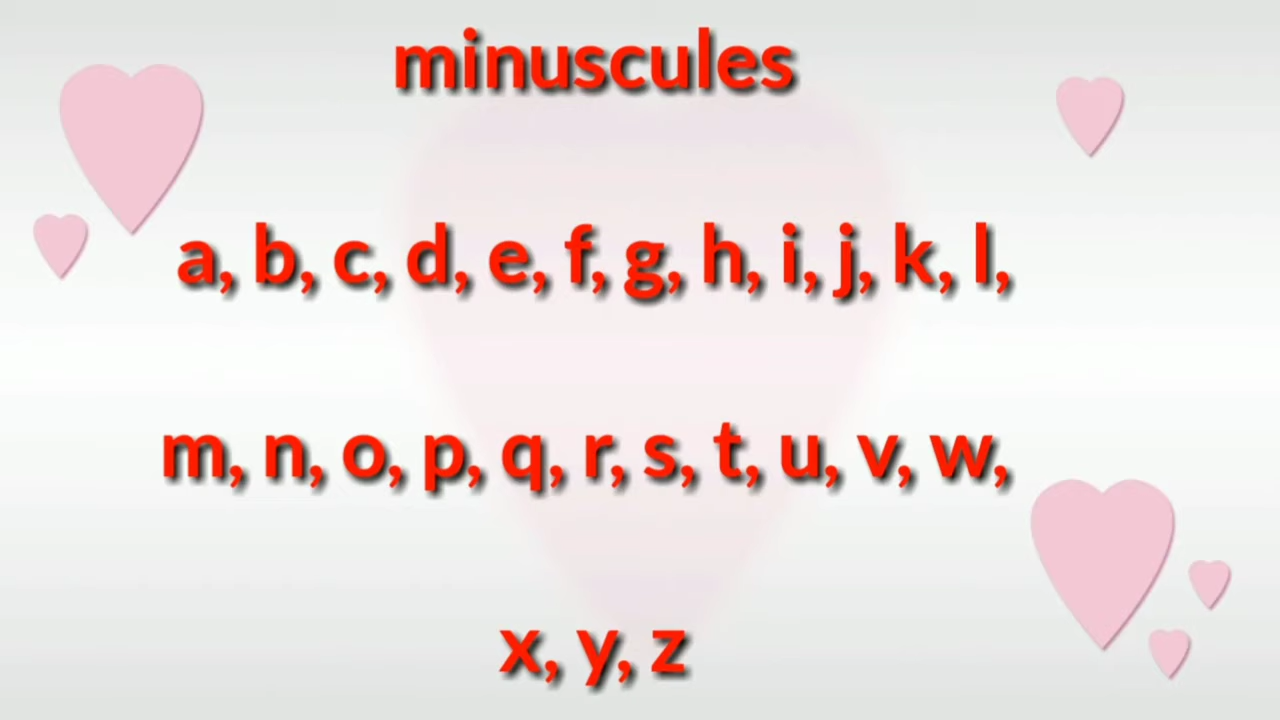 minuscules
a, b, c, d, e, f, g, h, i, j, k, l,
m, n, o, p, q, r, s, t, u, v, w,
x, y, z